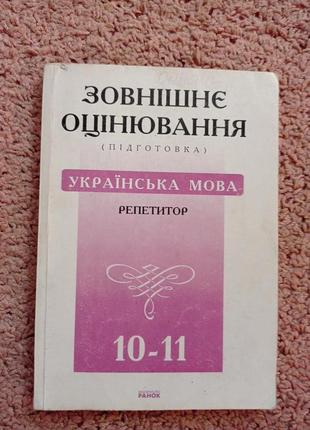 ЗОВНІШНЄ
ОЦІНЮВАННЯ
(ПІДГОТОВКА)
УКРАЇНСЬКА МОВА
РЕПЕТИТОР
10-11
РАНОК